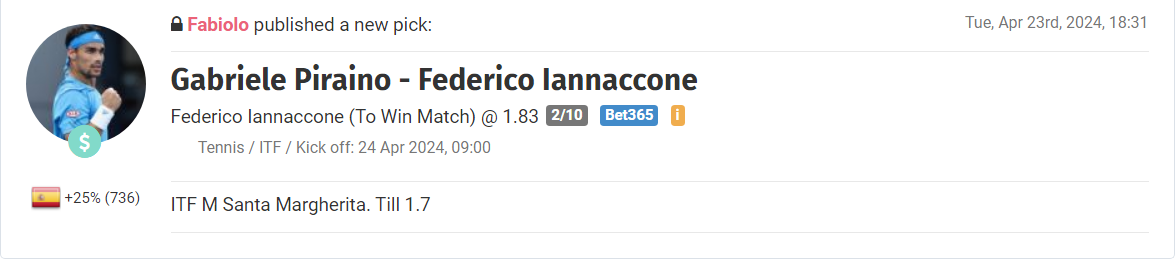 Fabiolo published a new pick:
Tue, Apr 23rd, 2024, 18:31
Gabriele Piraino - Federico Iannaccone
Federico Iannaccone (To Win Match) @ 1.83 2/10 Bet365 i
Tennis / ITF / Kick off: 24 Apr 2024, 09:00
$
+25% (736)
ITF M Santa Margherita. Till 1.7